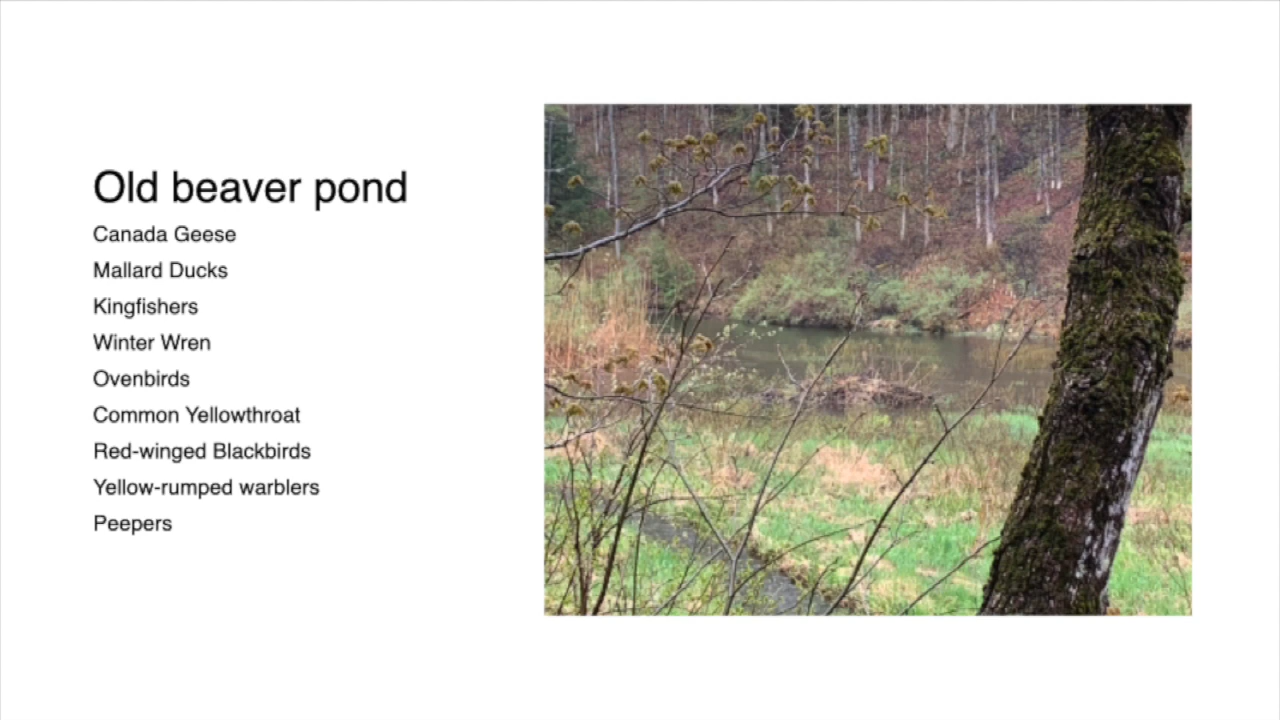 Old beaver pond
Canada Geese
Mallard Ducks
Kingfishers
Winter Wren
Ovenbirds
Common Yellowthroat
Red-winged Blackbirds
Yellow-rumped warblers
Peepers